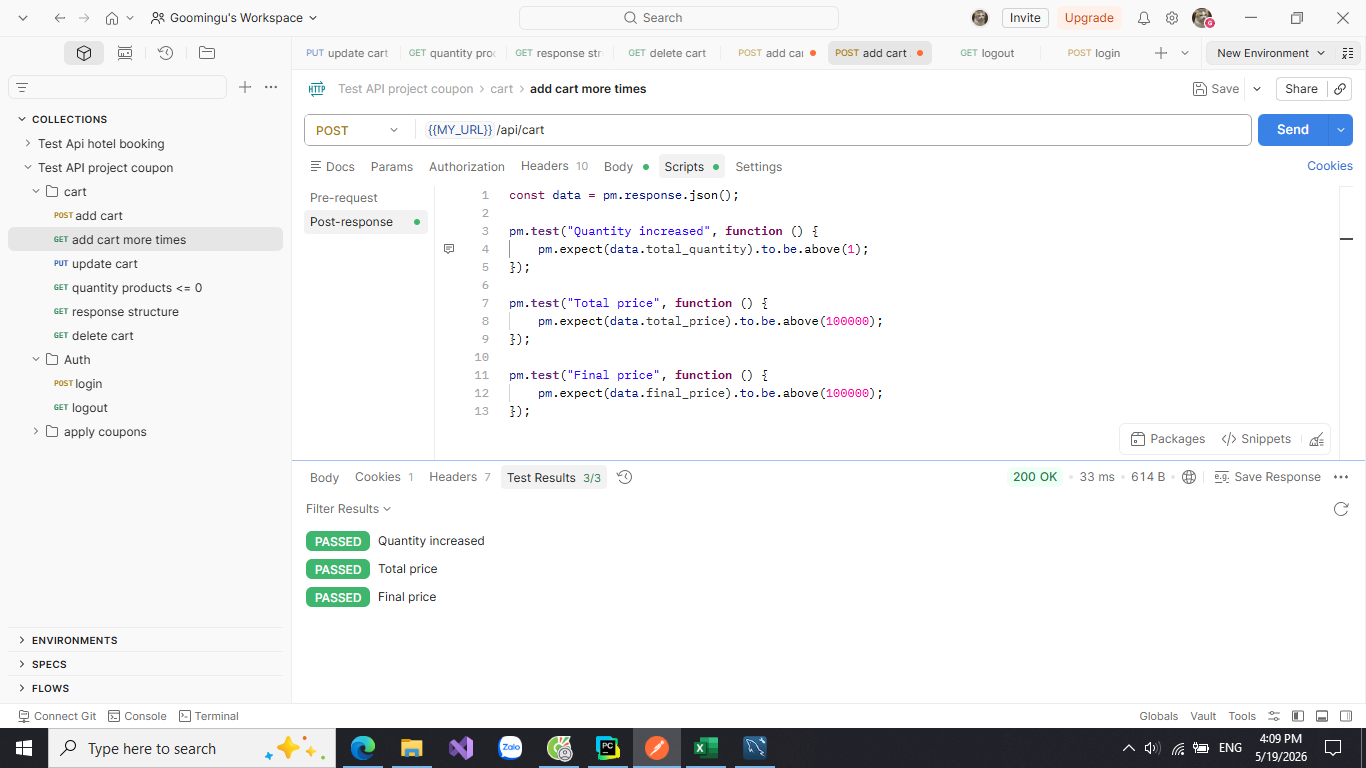 Goomingu's Workspace
Search
Invite
Upgrade
PUT update cart
GET quantity pro
GET response str
GET delete cart
POST add car
POST add cart
GET logout
POST login
New Environment
COLLECTIONS
Test Api hotel booking
Test API project coupon
cart
POST add cart
GET add cart more times
PUT update cart
GET quantity products <= 0
GET response structure
GET delete cart
Auth
POST login
GET logout
apply coupons
ENVIRONMENTS
SPECS
FLOWS
HTTP Test API project coupon > cart > add cart more times
Save
Share
POST
{{MY_URL}} /api/cart
Send
Docs Params Authorization Headers 10 Body Scripts Settings
Cookies
Pre-request
Post-response
1 const data = pm.response.json();
2
3 pm.test("Quantity increased", function () {
4 pm.expect(data.total_quantity).to.be.above(1);
5 });
6
7 pm.test("Total price", function () {
8 pm.expect(data.total_price).to.be.above(100000);
9 });
10
11 pm.test("Final price", function () {
12 pm.expect(data.final_price).to.be.above(100000);
13 });
Packages </> Snippets
Body Cookies 1 Headers 7 Test Results 3/3
200 OK • 33 ms • 614 B
e.g. Save Response
Filter Results
PASSED Quantity increased
PASSED Total price
PASSED Final price
Connect Git Console Terminal
Globals Vault Tools
Type here to search
Zalo
PC
ENG
4:09 PM
5/19/2026